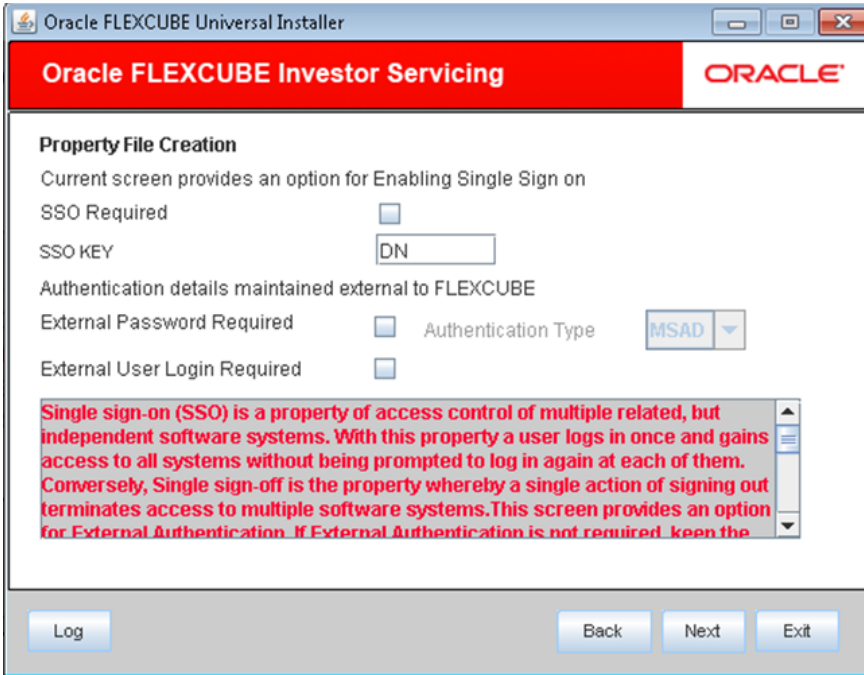 Oracle FLEXCUBE Universal Installer
Oracle FLEXCUBE Investor Servicing
ORACLE
Property File Creation
Current screen provides an option for Enabling Single Sign on
SSO Required
SSO KEY
DN
Authentication details maintained external to FLEXCUBE
External Password Required
Authentication Type
MSAD
External User Login Required
Single sign-on (SSO) is a property of access control of multiple related, but
independent software systems. With this property a user logs in once and gains
access to all systems without being prompted to log in again at each of them.
Conversely, Single sign-off is the property whereby a single action of signing out
terminates access to multiple software systems.This screen provides an option
for External Authentication. If External Authentication is not required, keep the
Log
Back
Next
Exit